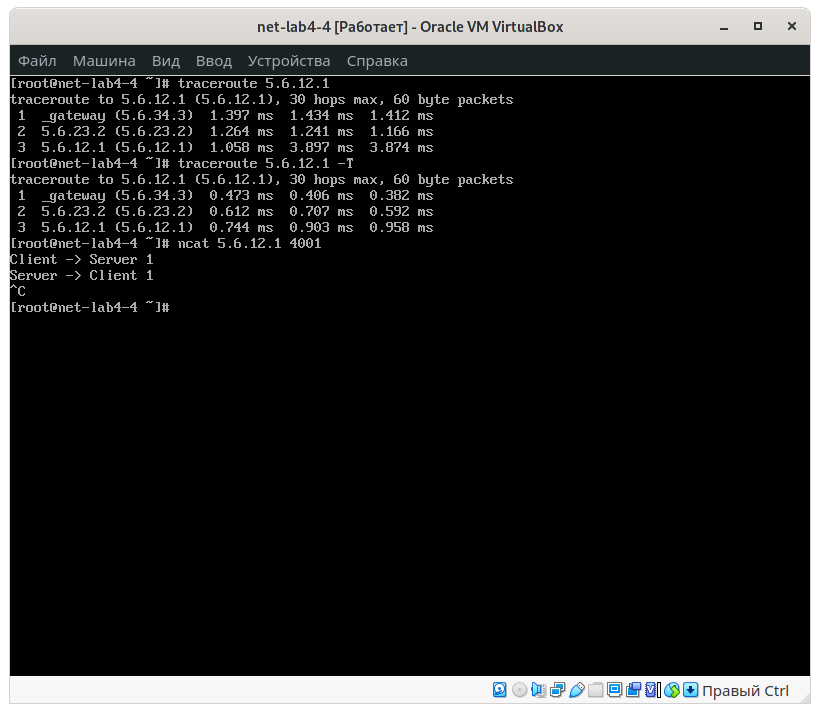 net-lab4-4 [Работает] - Oracle VM VirtualBox
Файл Машина Вид Ввод Устройства Справка
[root@net-lab4-4 ~]# traceroute 5.6.12.1
traceroute to 5.6.12.1 (5.6.12.1), 30 hops max, 60 byte packets
 1  _gateway (5.6.34.3)  1.397 ms  1.434 ms  1.412 ms
 2  5.6.23.2 (5.6.23.2)  1.264 ms  1.241 ms  1.166 ms
 3  5.6.12.1 (5.6.12.1)  1.058 ms  3.897 ms  3.874 ms
[root@net-lab4-4 ~]# traceroute 5.6.12.1 -T
traceroute to 5.6.12.1 (5.6.12.1), 30 hops max, 60 byte packets
 1  _gateway (5.6.34.3)  0.473 ms  0.406 ms  0.382 ms
 2  5.6.23.2 (5.6.23.2)  0.612 ms  0.707 ms  0.592 ms
 3  5.6.12.1 (5.6.12.1)  0.744 ms  0.903 ms  0.958 ms
[root@net-lab4-4 ~]# ncat 5.6.12.1 4001
Client -> Server 1
Server -> Client 1
^C
[root@net-lab4-4 ~]#
Правый Ctrl